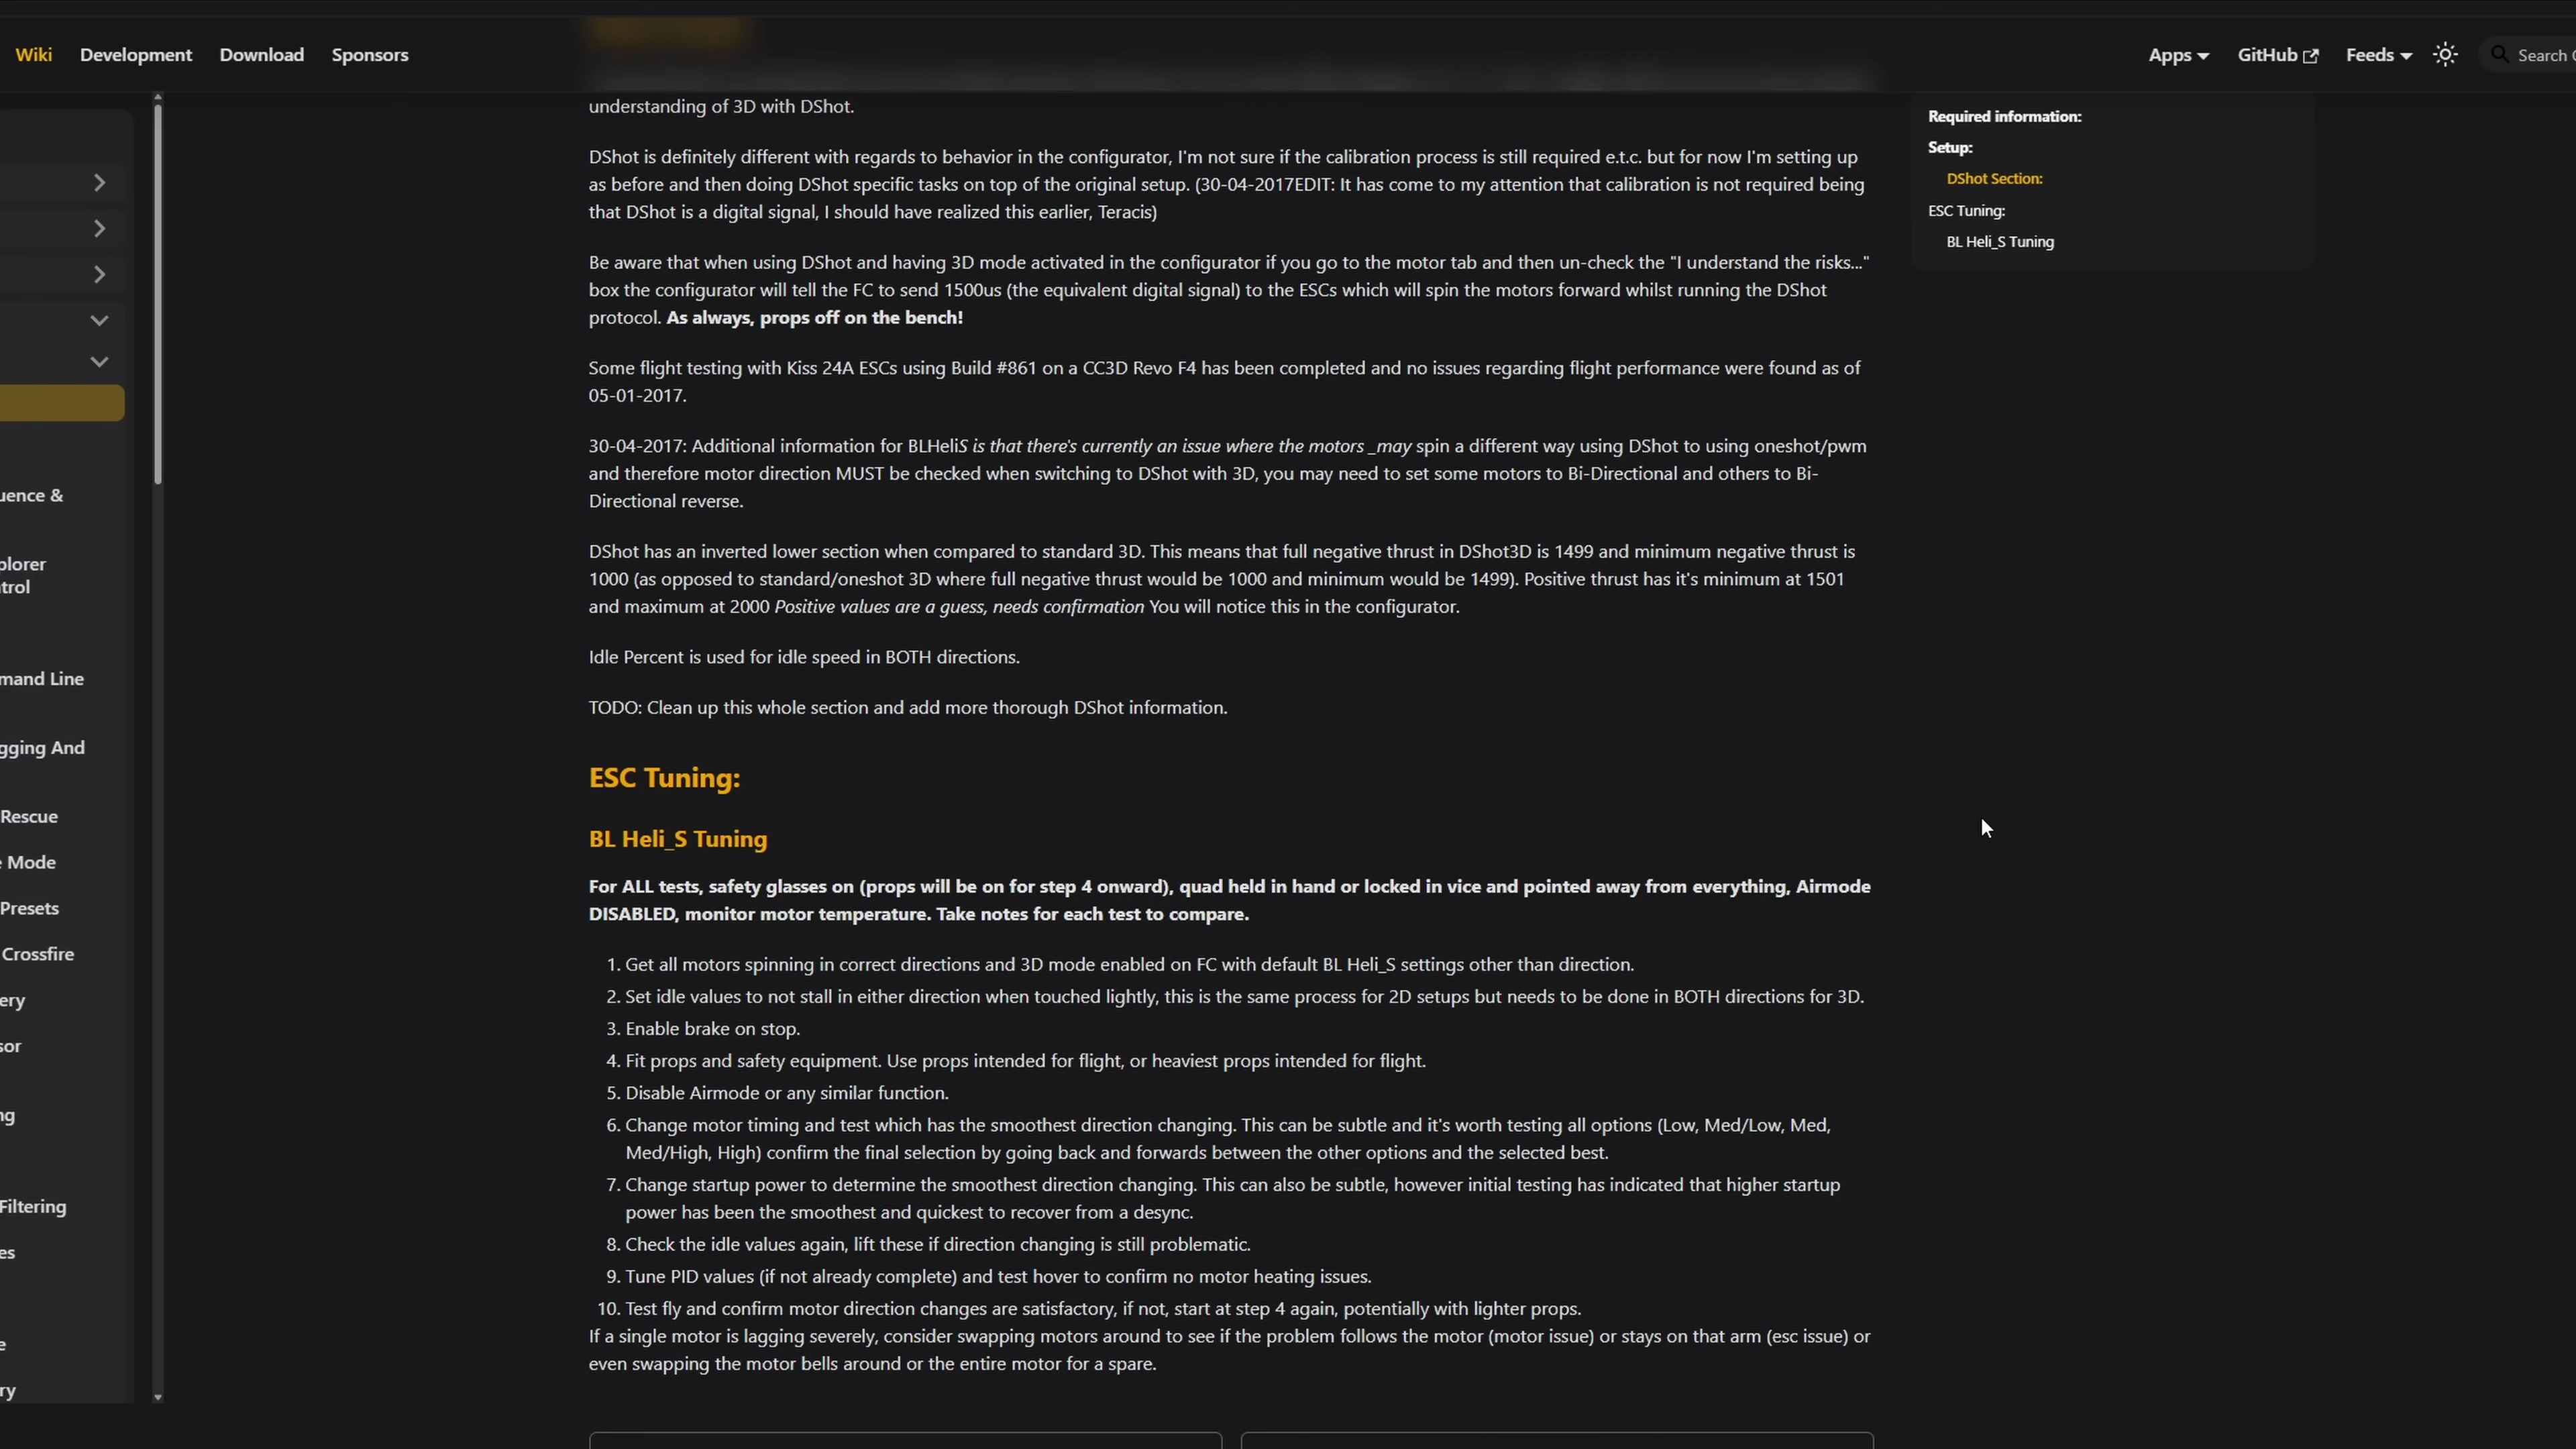 Wiki Development Download Sponsors
Apps GitHub Feeds Search
understanding of 3D with DShot.
DShot is definitely different with regards to behavior in the configurator, I'm not sure if the calibration process is still required e.t.c. but for now I'm setting up
as before and then doing DShot specific tasks on top of the original setup. (30-04-2017EDIT: It has come to my attention that calibration is not required being
that DShot is a digital signal, I should have realized this earlier, Teracis)
Be aware that when using DShot and having 3D mode activated in the configurator if you go to the motor tab and then un-check the "I understand the risks..."
box the configurator will tell the FC to send 1500us (the equivalent digital signal) to the ESCs which will spin the motors forward whilst running the DShot
protocol. As always, props off on the bench!
Some flight testing with Kiss 24A ESCs using Build #861 on a CC3D Revo F4 has been completed and no issues regarding flight performance were found as of
05-01-2017.
30-04-2017: Additional information for BLHeliS is that there's currently an issue where the motors _may spin a different way using DShot to using oneshot/pwm
and therefore motor direction MUST be checked when switching to DShot with 3D, you may need to set some motors to Bi-Directional and others to Bi-
Directional reverse.
DShot has an inverted lower section when compared to standard 3D. This means that full negative thrust in DShot3D is 1499 and minimum negative thrust is
1000 (as opposed to standard/oneshot 3D where full negative thrust would be 1000 and minimum would be 1499). Positive thrust has it's minimum at 1501
and maximum at 2000 Positive values are a guess, needs confirmation You will notice this in the configurator.
Idle Percent is used for idle speed in BOTH directions.
TODO: Clean up this whole section and add more thorough DShot information.
ESC Tuning:
BL Heli_S Tuning
For ALL tests, safety glasses on (props will be on for step 4 onward), quad held in hand or locked in vice and pointed away from everything, Airmode
DISABLED, monitor motor temperature. Take notes for each test to compare.
1. Get all motors spinning in correct directions and 3D mode enabled on FC with default BL Heli_S settings other than direction.
2. Set idle values to not stall in either direction when touched lightly, this is the same process for 2D setups but needs to be done in BOTH directions for 3D.
3. Enable brake on stop.
4. Fit props and safety equipment. Use props intended for flight, or heaviest props intended for flight.
5. Disable Airmode or any similar function.
6. Change motor timing and test which has the smoothest direction changing. This can be subtle and it's worth testing all options (Low, Med/Low, Med,
Med/High, High) confirm the final selection by going back and forwards between the other options and the selected best.
7. Change startup power to determine the smoothest direction changing. This can also be subtle, however initial testing has indicated that higher startup
power has been the smoothest and quickest to recover from a desync.
8. Check the idle values again, lift these if direction changing is still problematic.
9. Tune PID values (if not already complete) and test hover to confirm no motor heating issues.
10. Test fly and confirm motor direction changes are satisfactory, if not, start at step 4 again, potentially with lighter props.
If a single motor is lagging severely, consider swapping motors around to see if the problem follows the motor (motor issue) or stays on that arm (esc issue) or
even swapping the motor bells around or the entire motor for a spare.
Required information:
Setup:
DShot Section:
ESC Tuning:
BL Heli_S Tuning
uence &
plorer
trol
mand Line
gging And
Rescue
Mode
Presets
Crossfire
ery
sor
ng
Filtering
es
e
ry